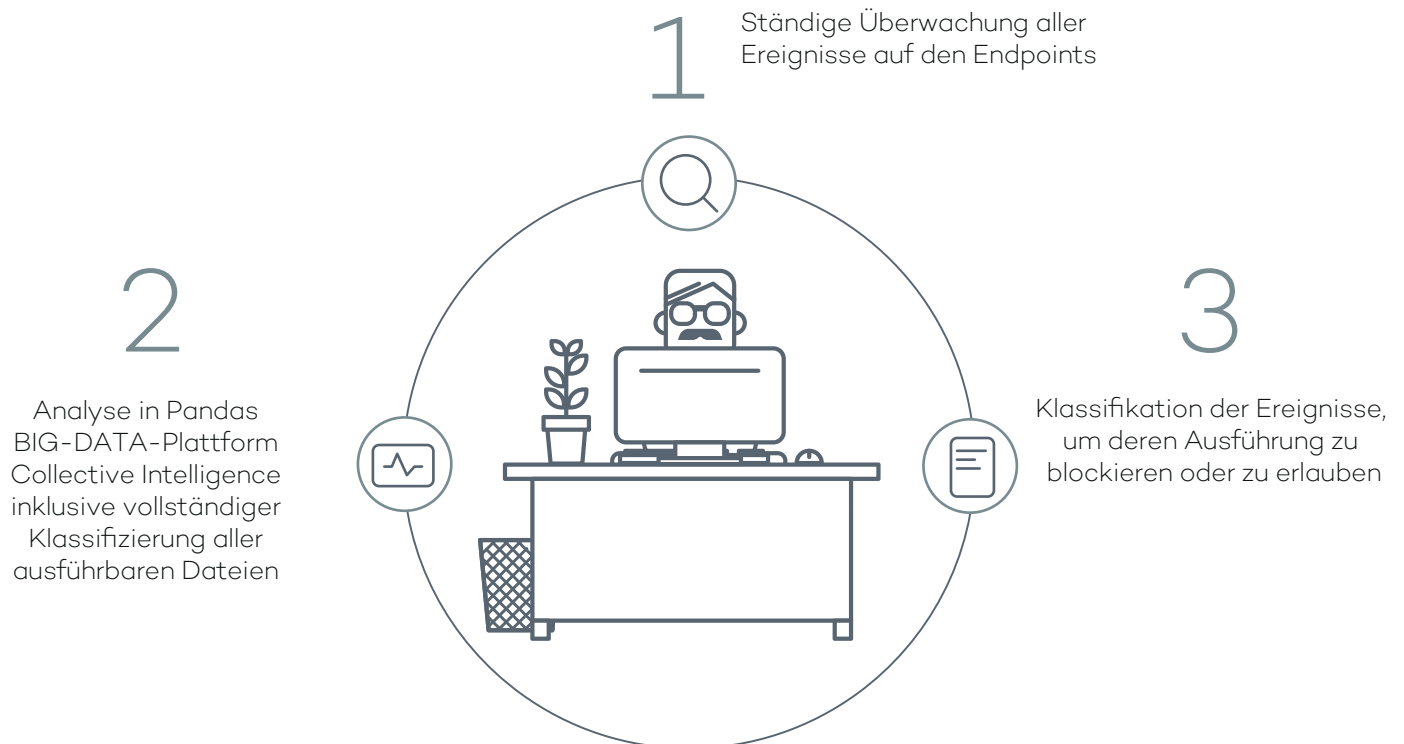 1
Ständige Überwachung aller
Ereignisse auf den Endpoints
2
Analyse in Pandas
BIG-DATA-Plattform
Collective Intelligence
inklusive vollständiger
Klassifizierung aller
ausführbaren Dateien
3
Klassifikation der Ereignisse,
um deren Ausführung zu
blockieren oder zu erlauben